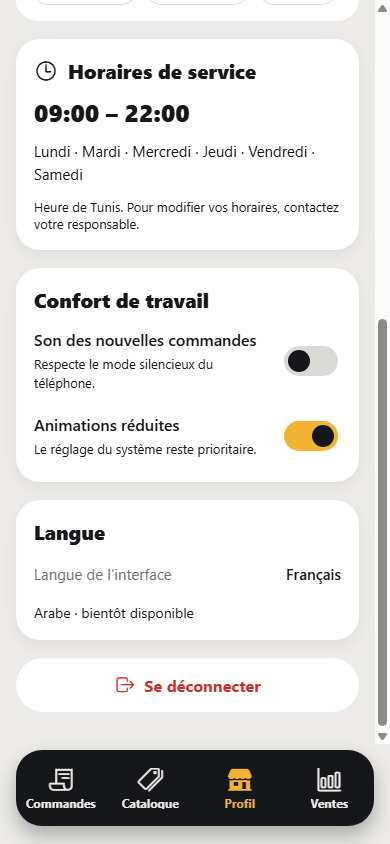 Horaires de service
09:00 – 22:00
Lundi · Mardi · Mercredi · Jeudi · Vendredi ·
Samedi
Heure de Tunis. Pour modifier vos horaires, contactez
votre responsable.
Confort de travail
Son des nouvelles commandes
Respecte le mode silencieux du
téléphone.
Animations réduites
Le réglage du système reste prioritaire.
Langue
Langue de l’interface
Français
Arabe · bientôt disponible
Se déconnecter
Commandes
Catalogue
Profil
Ventes